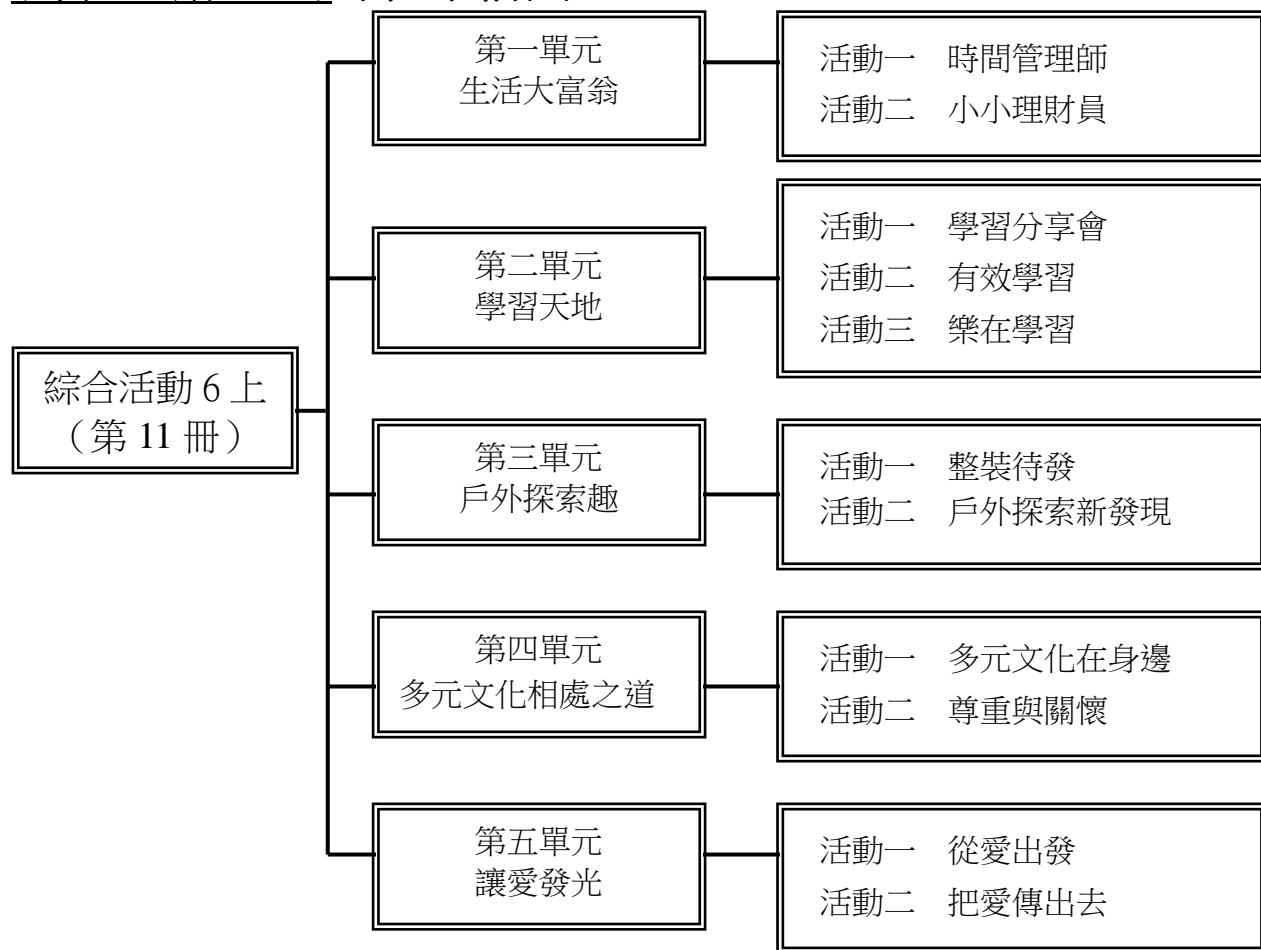 綜合活動 6 上
（第 11 冊）
第一單元
生活大富翁
活動一　時間管理師
活動二　小小理財員
第二單元
學習天地
活動一　學習分享會
活動二　有效學習
活動三　樂在學習
第三單元
戶外探索趣
活動一　整裝待發
活動二　戶外探索新發現
第四單元
多元文化相處之道
活動一　多元文化在身邊
活動二　尊重與關懷
第五單元
讓愛發光
活動一　從愛出發
活動二　把愛傳出去